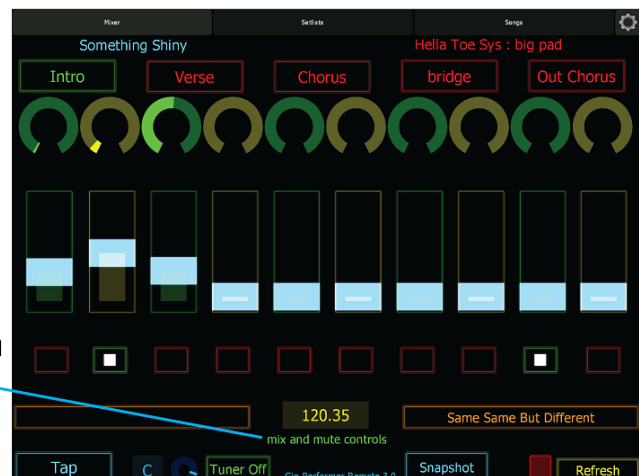 Mixer
Setlists
Songs
Something Shiny
Hella Toe Sys : big pad
Intro
Verse
Chorus
bridge
Out Chorus
120.35
Same Same But Different
mix and mute controls
Tap
C
Tuner Off
Gig Performer Remote 3.0
Snapshot
Refresh